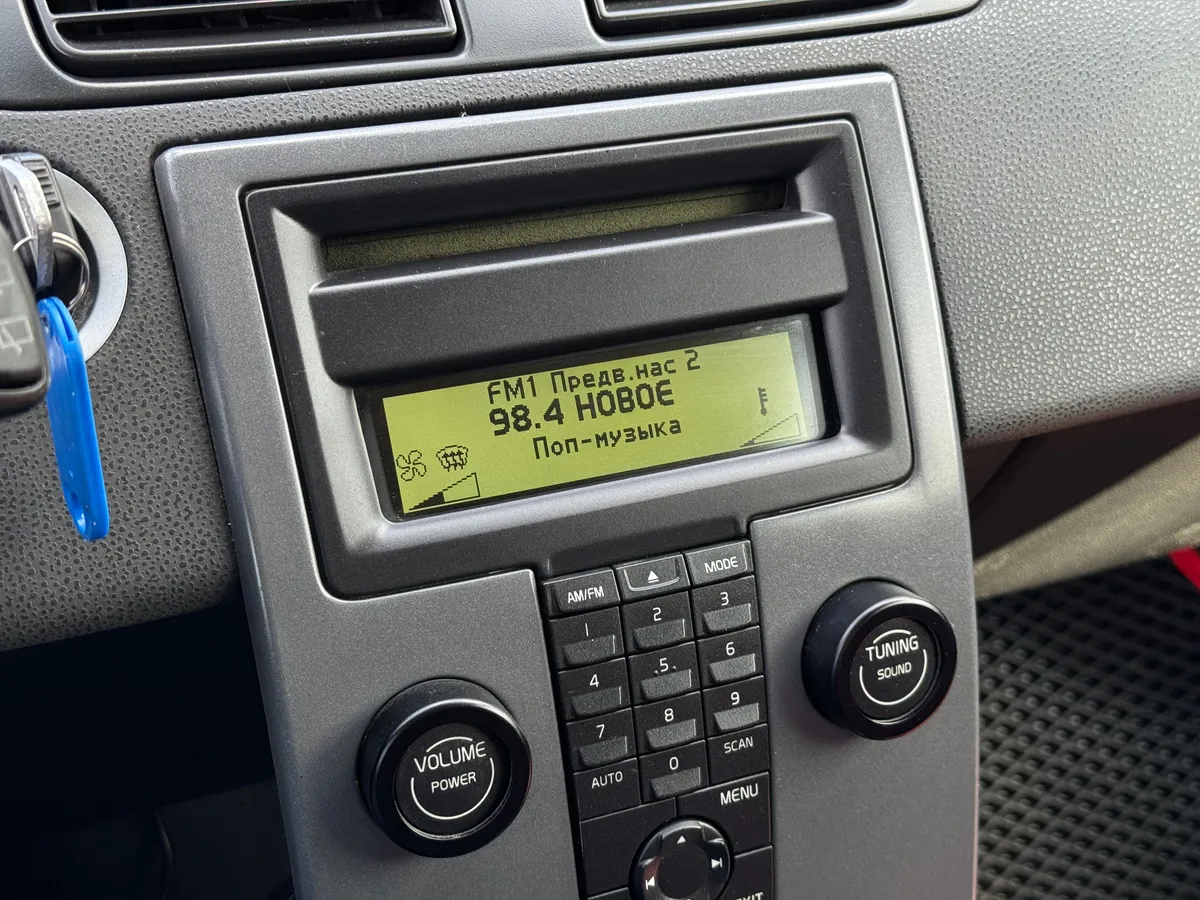 FM1 Предв.нас 2
98.4 НОВОЕ
Поп-музыка
AM/FM
MODE
1 2 3
4 .5. 6
7 8 9
AUTO 0 SCAN
MENU
VOLUME
POWER
TUNING
SOUND